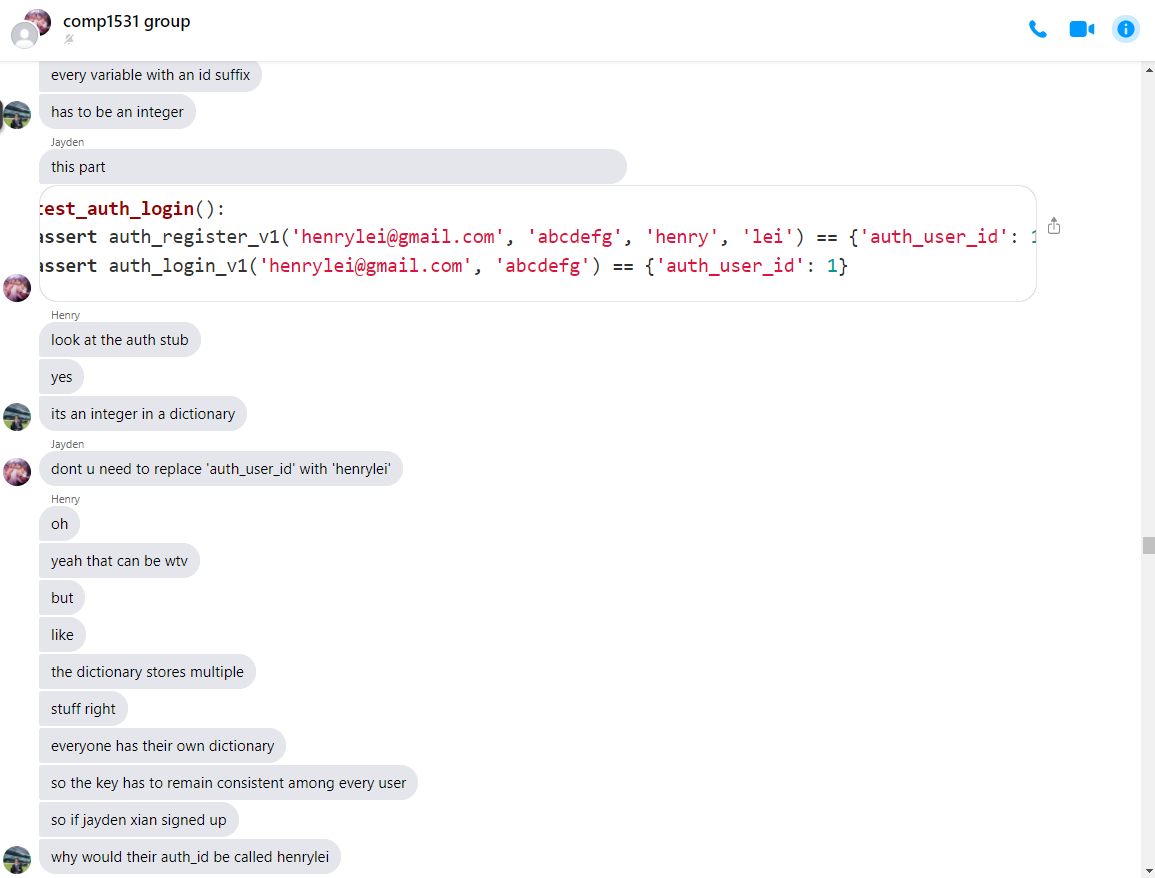 comp1531 group
every variable with an id suffix
has to be an integer
Jayden
this part
test_auth_login():
assert auth_register_v1('henrylei@gmail.com', 'abcdefg', 'henry', 'lei') == {'auth_user_id': 1
assert auth_login_v1('henrylei@gmail.com', 'abcdefg') == {'auth_user_id': 1}
Henry
look at the auth stub
yes
its an integer in a dictionary
Jayden
dont u need to replace 'auth_user_id' with 'henrylei'
Henry
oh
yeah that can be wtv
but
like
the dictionary stores multiple
stuff right
everyone has their own dictionary
so the key has to remain consistent among every user
so if jayden xian signed up
why would their auth_id be called henrylei